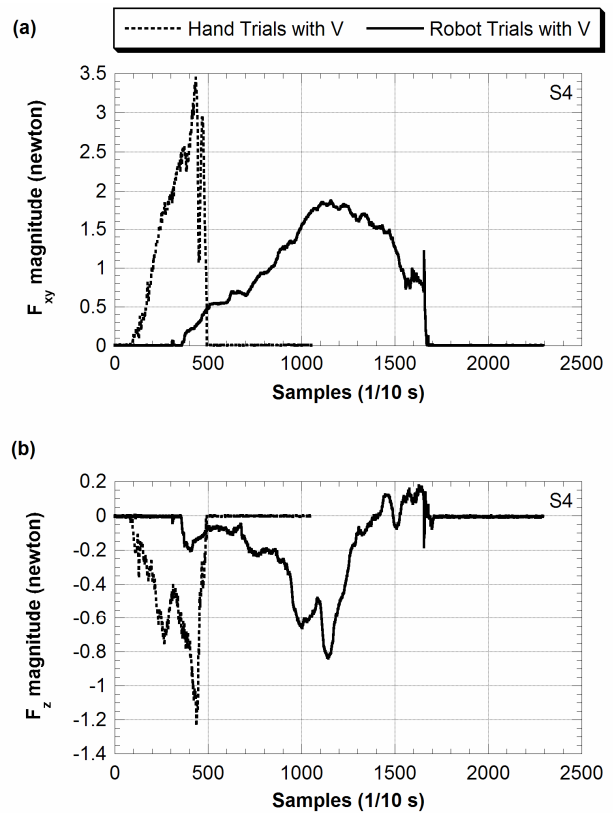 (a)
Hand Trials with V Robot Trials with V
3.5
S4
3
2.5
2
1.5
1
0.5
0
F xy magnitude (newton)
0 500 1000 1500 2000 2500
Samples (1/10 s)
(b)
0.2
S4
0
-0.2
-0.4
-0.6
-0.8
-1
-1.2
-1.4
F z magnitude (newton)
0 500 1000 1500 2000 2500
Samples (1/10 s)